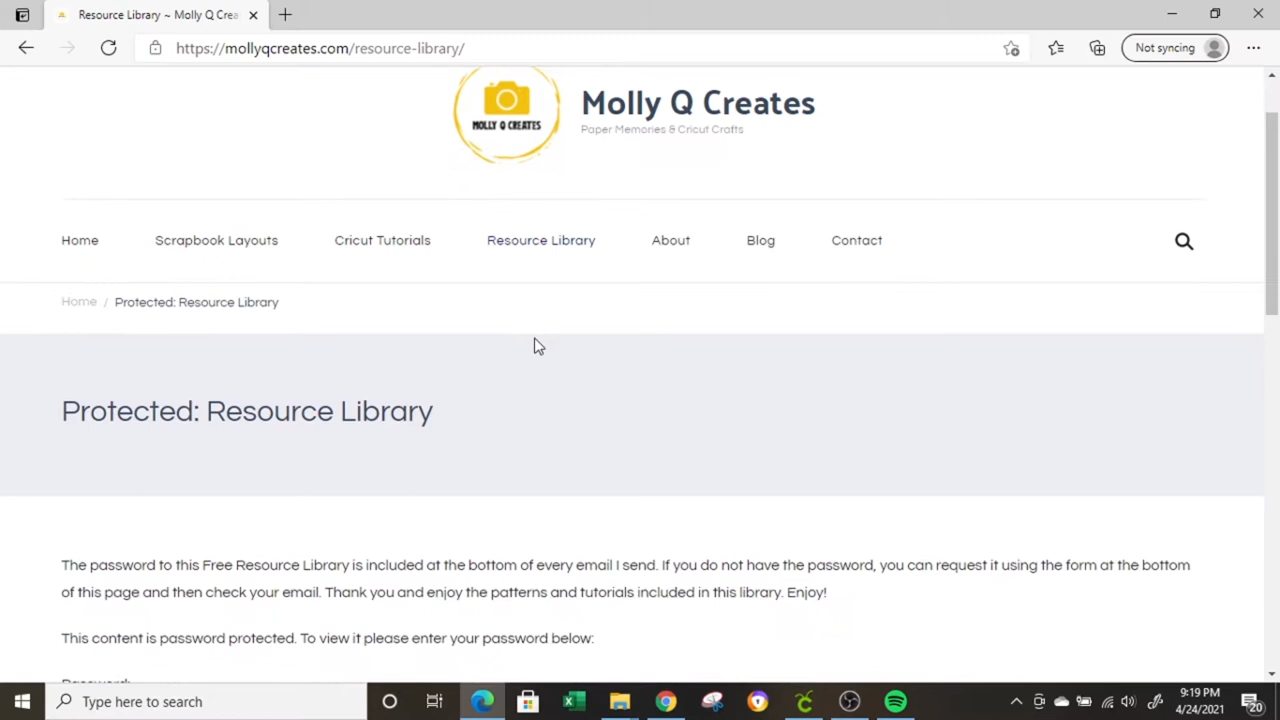 Resource Library ~ Molly Q Crea
https://mollyqcreates.com/resource-library/
Not syncing
MOLLY Q CREATES
Molly Q Creates
Paper Memories & Cricut Crafts
Home Scrapbook Layouts Cricut Tutorials Resource Library About Blog Contact
Home / Protected: Resource Library
Protected: Resource Library
The password to this Free Resource Library is included at the bottom of every email I send. If you do not have the password, you can request it using the form at the bottom
of this page and then check your email. Thank you and enjoy the patterns and tutorials included in this library. Enjoy!
This content is password protected. To view it please enter your password below:
Password:
Type here to search
9:19 PM
4/24/2021
20